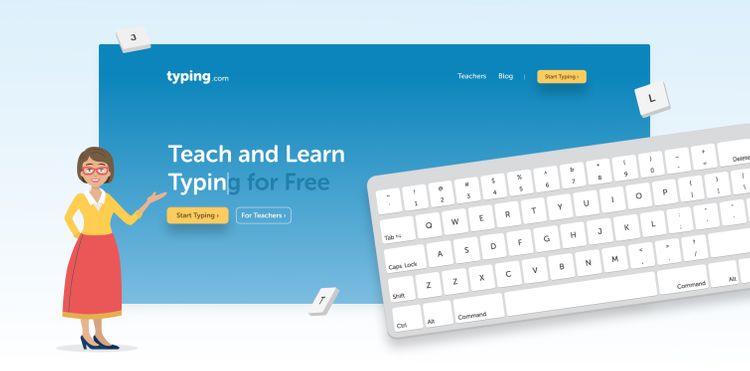 J
typing.com
Teachers Blog | Start Typing ›
L
Teach and Learn
Typing for Free
Start Typing › For Teachers ›
! @ # $ % ^ & * ( ) Delete
1 2 3 4 5 6 7 8 9 0
Tab Q W E R T Y U I O P
Caps Lock A S D F G H J K L
Shift Z Z X C V B N M
Ctrl Alt Command Command Alt
T